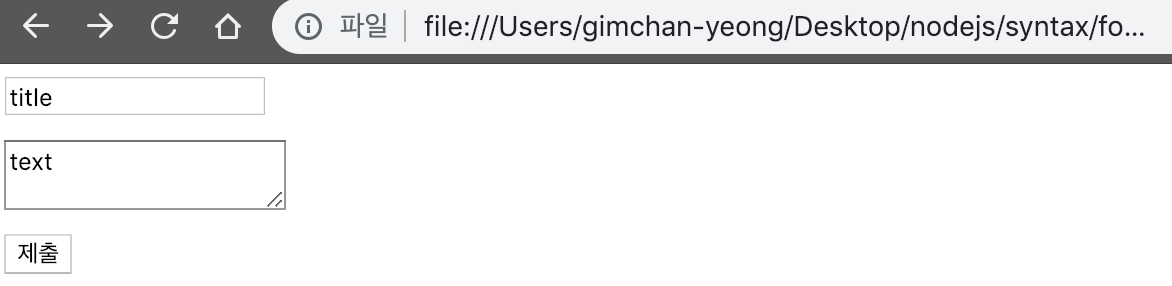 파일 file:///Users/gimchan-yeong/Desktop/nodejs/syntax/fo...
title
text
제출